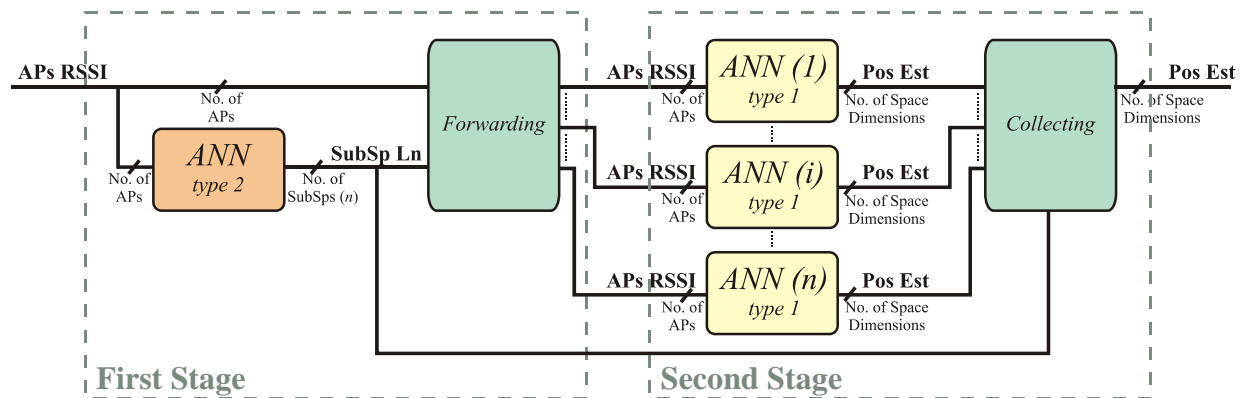 APs RSSI
No. of
APs
No. of
APs
ANN
type 2
SubSp Ln
No. of
SubSps (n)
Forwarding
First Stage
APs RSSI
No. of
APs
ANN (1)
type 1
Pos Est
No. of Space
Dimensions
APs RSSI
No. of
APs
ANN (i)
type 1
Pos Est
No. of Space
Dimensions
APs RSSI
No. of
APs
ANN (n)
type 1
Pos Est
No. of Space
Dimensions
Collecting
Pos Est
No. of Space
Dimensions
Second Stage